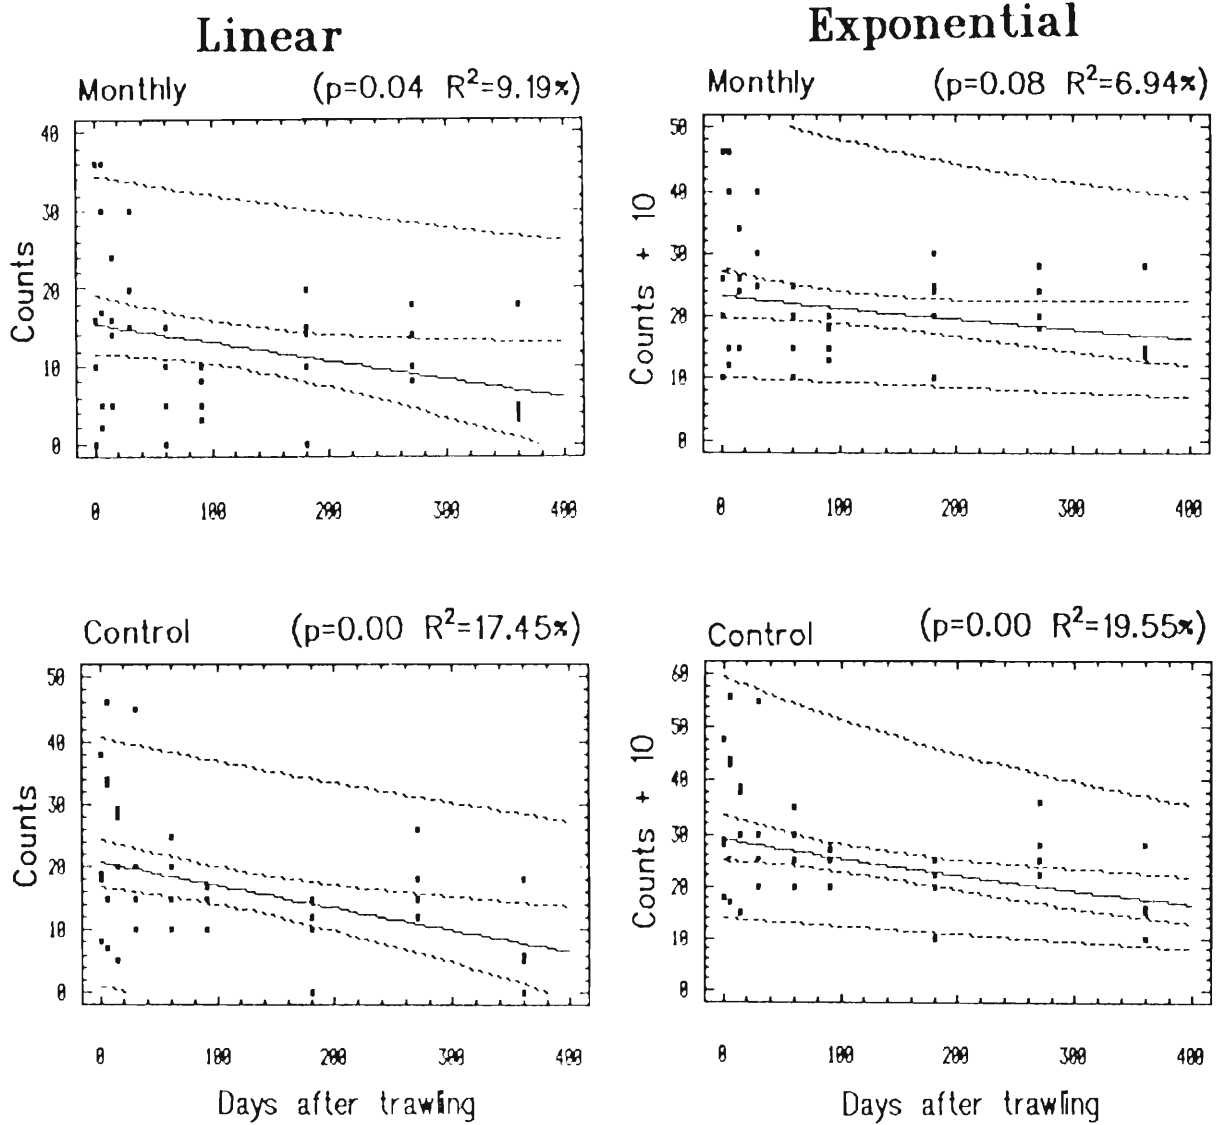 Linear
Exponential
Monthly (p=0.04 R²=9.19%)
Monthly (p=0.08 R²=6.94%)
40
30
20
10
0
Counts
0 100 200 300 400
50
40
30
20
10
0
Counts + 10
0 100 200 300 400
Control (p=0.00 R²=17.45%)
Control (p=0.00 R²=19.55%)
50
40
30
20
10
0
Counts
0 100 200 300 400
Days after trawling
60
50
40
30
20
10
0
Counts + 10
0 100 200 300 400
Days after trawling